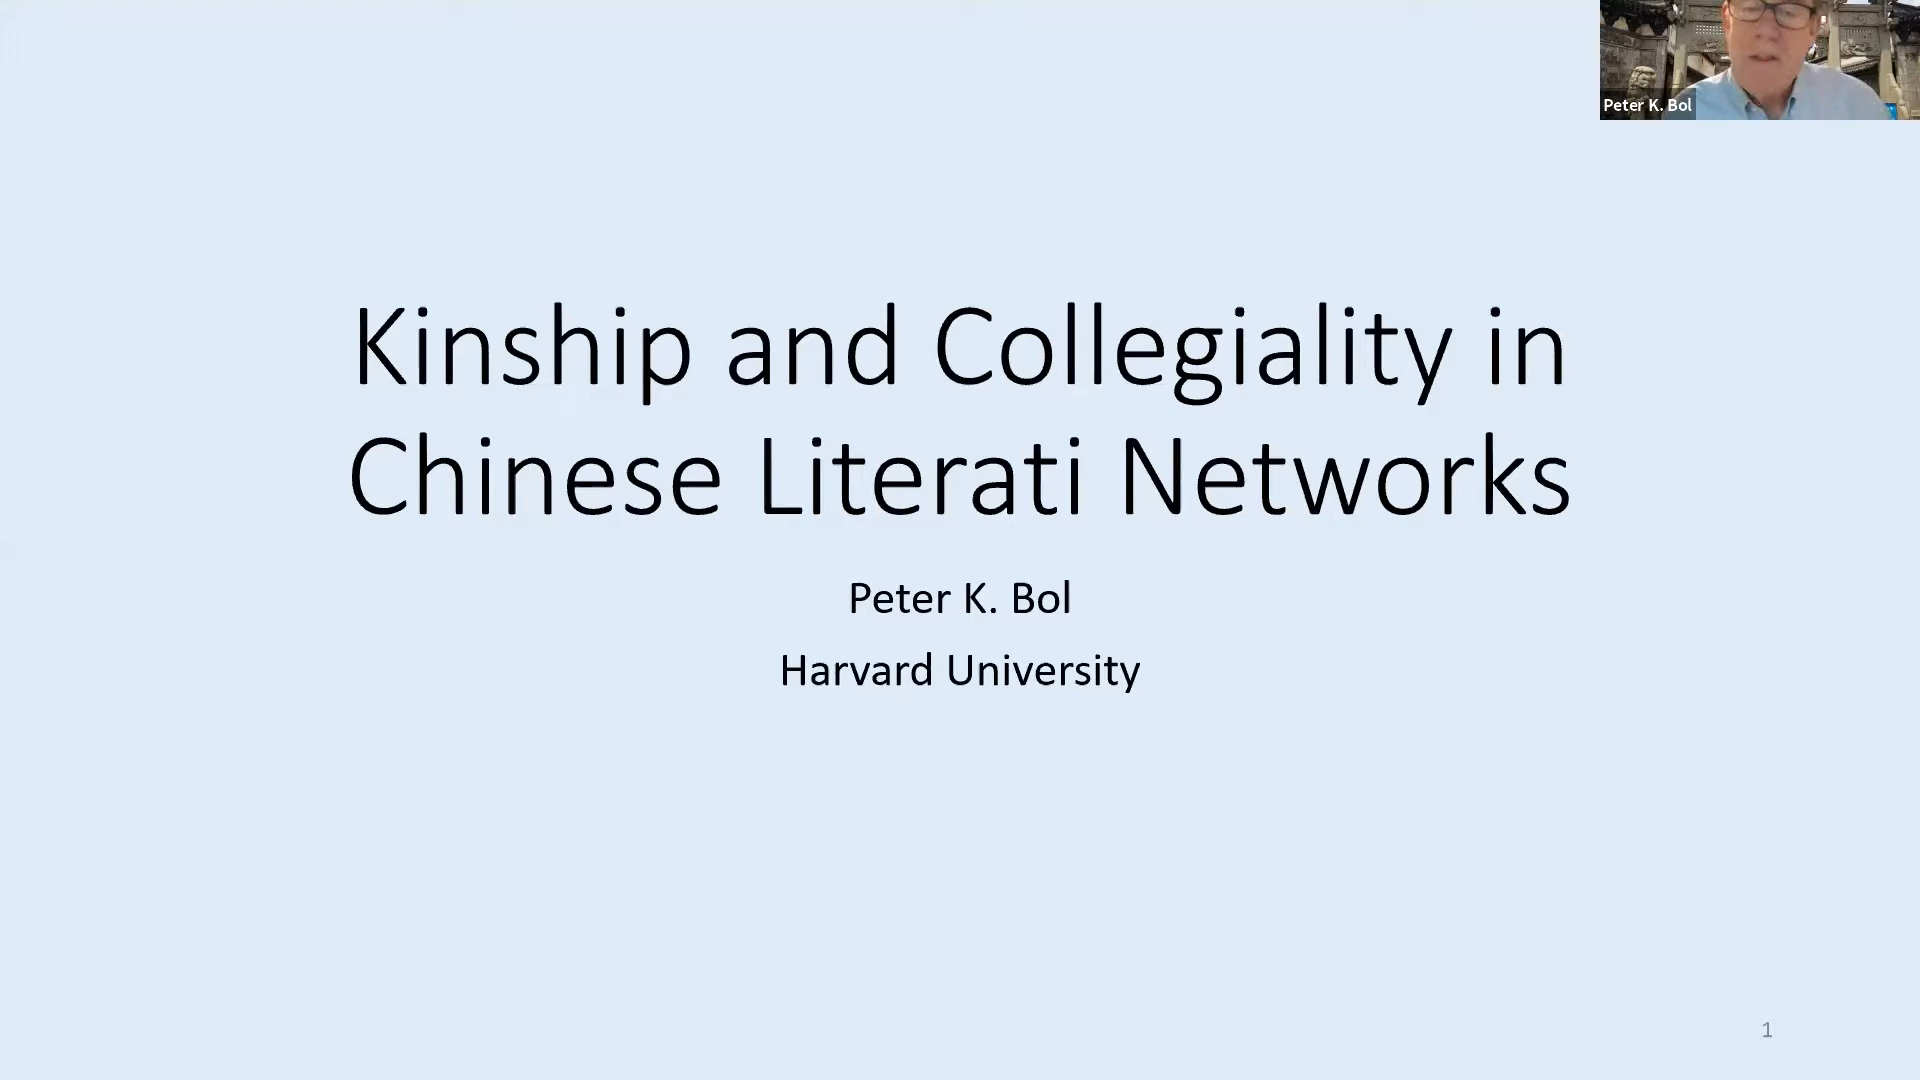 Peter K. Bol
Kinship and Collegiality in
Chinese Literati Networks
Peter K. Bol
Harvard University
1